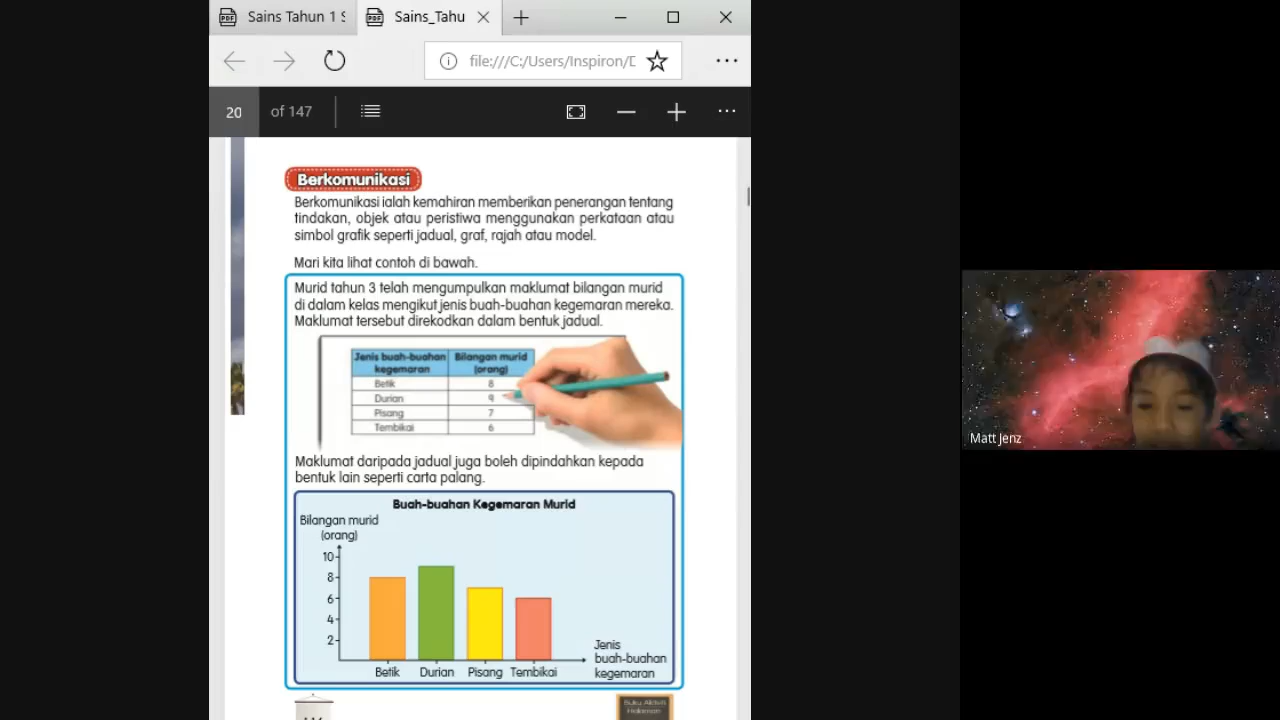 Sains Tahun 1 S
Sains_Tahu
file:///C:/Users/Inspiron/D
20 of 147
Berkomunikasi
Berkomunikasi ialah kemahiran memberikan penerangan tentang
tindakan, objek atau peristiwa menggunakan perkataan atau
simbol grafik seperti jadual, graf, rajah atau model.
Mari kita lihat contoh di bawah.
Murid tahun 3 telah mengumpulkan maklumat bilangan murid
di dalam kelas mengikut jenis buah-buahan kegemaran mereka.
Maklumat tersebut direkodkan dalam bentuk jadual.
Jenis buah-buahan kegemaran Bilangan murid (orang)
Betik 8
Durian 9
Pisang 7
Tembikai 6
Maklumat daripada jadual juga boleh dipindahkan kepada
bentuk lain seperti carta palang.
Buah-buahan Kegemaran Murid
Bilangan murid
(orang)
10
8
6
4
2
Betik Durian Pisang Tembikai
Jenis
buah-buahan
kegemaran
Buku Aktiviti
Halaman
Matt Jenz